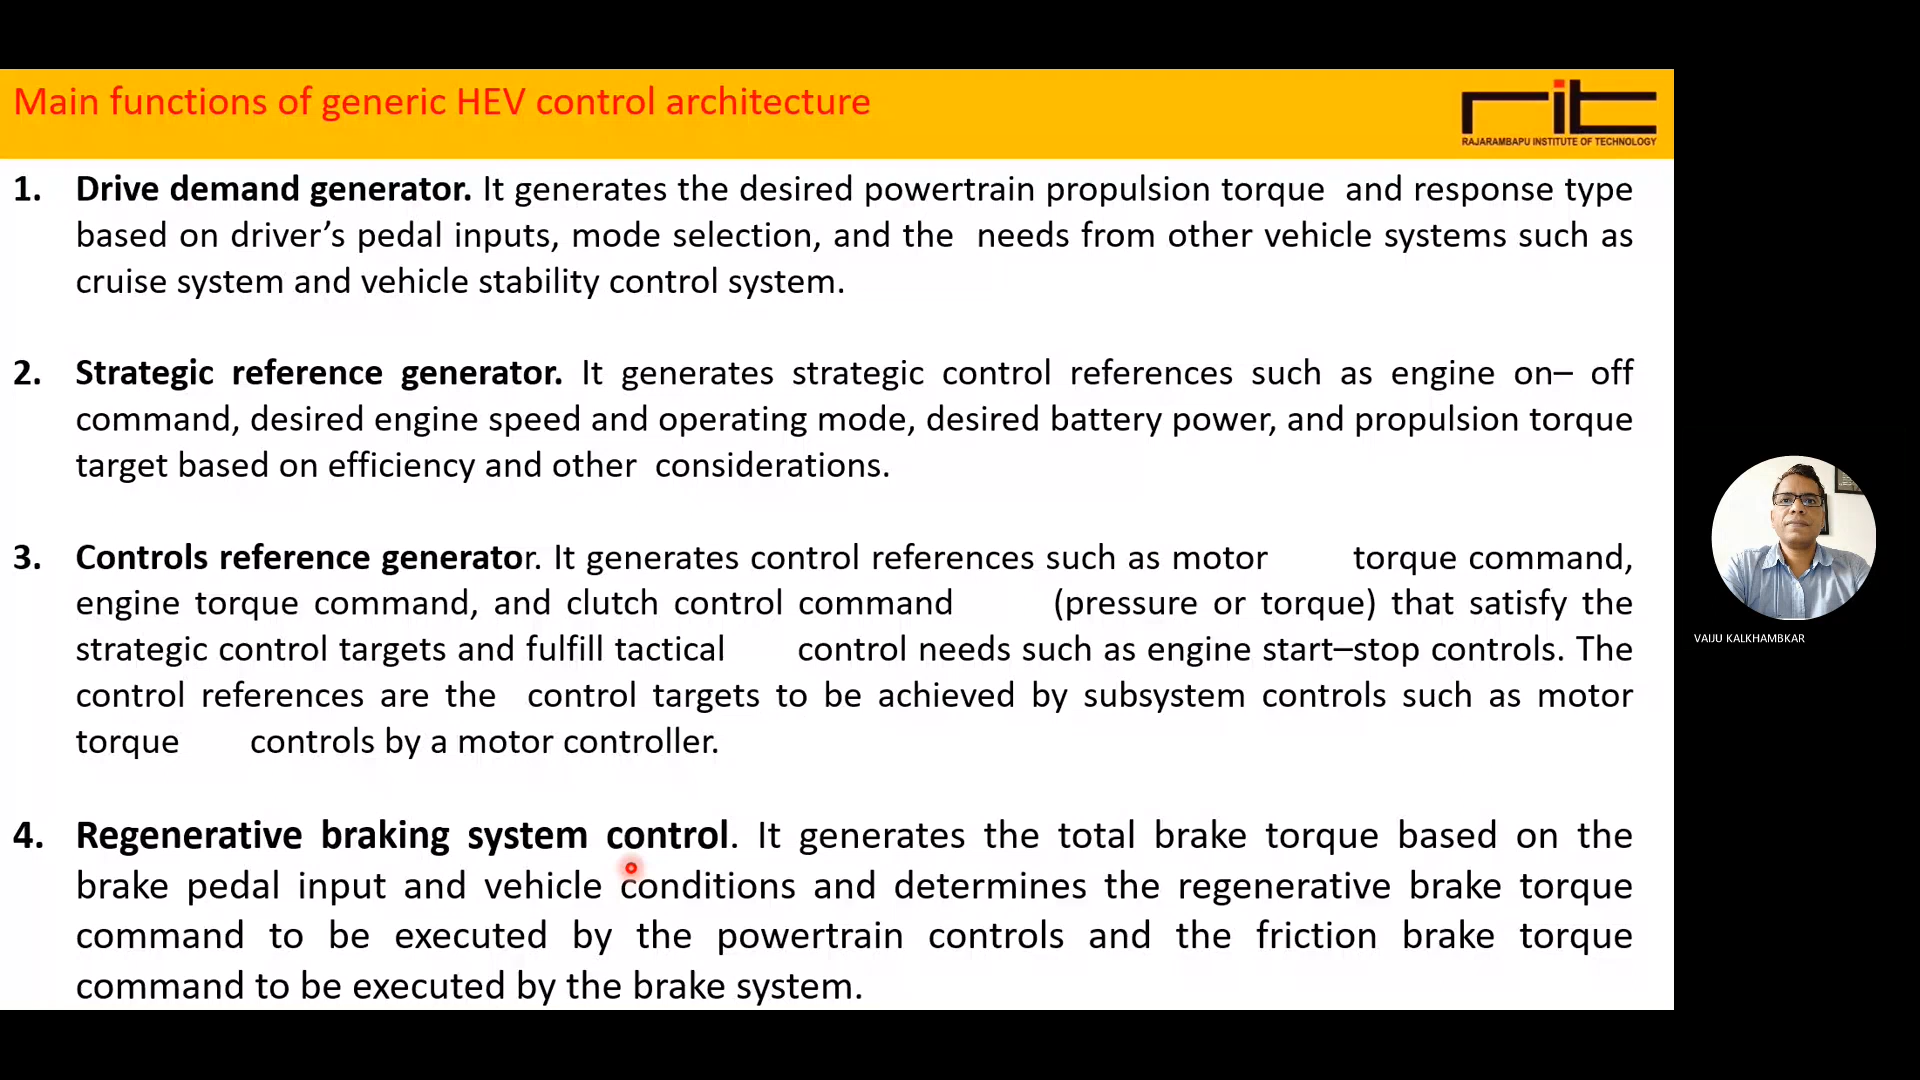 Main functions of generic HEV control architecture
rit
RAJARAMBAPU INSTITUTE OF TECHNOLOGY
1. Drive demand generator. It generates the desired powertrain propulsion torque and response type
based on driver’s pedal inputs, mode selection, and the needs from other vehicle systems such as
cruise system and vehicle stability control system.
2. Strategic reference generator. It generates strategic control references such as engine on– off
command, desired engine speed and operating mode, desired battery power, and propulsion torque
target based on efficiency and other considerations.
3. Controls reference generator. It generates control references such as motor torque command,
engine torque command, and clutch control command (pressure or torque) that satisfy the
strategic control targets and fulfill tactical control needs such as engine start–stop controls. The
control references are the control targets to be achieved by subsystem controls such as motor
torque controls by a motor controller.
4. Regenerative braking system control. It generates the total brake torque based on the
brake pedal input and vehicle conditions and determines the regenerative brake torque
command to be executed by the powertrain controls and the friction brake torque
command to be executed by the brake system.
VAIJU KALKHAMBKAR